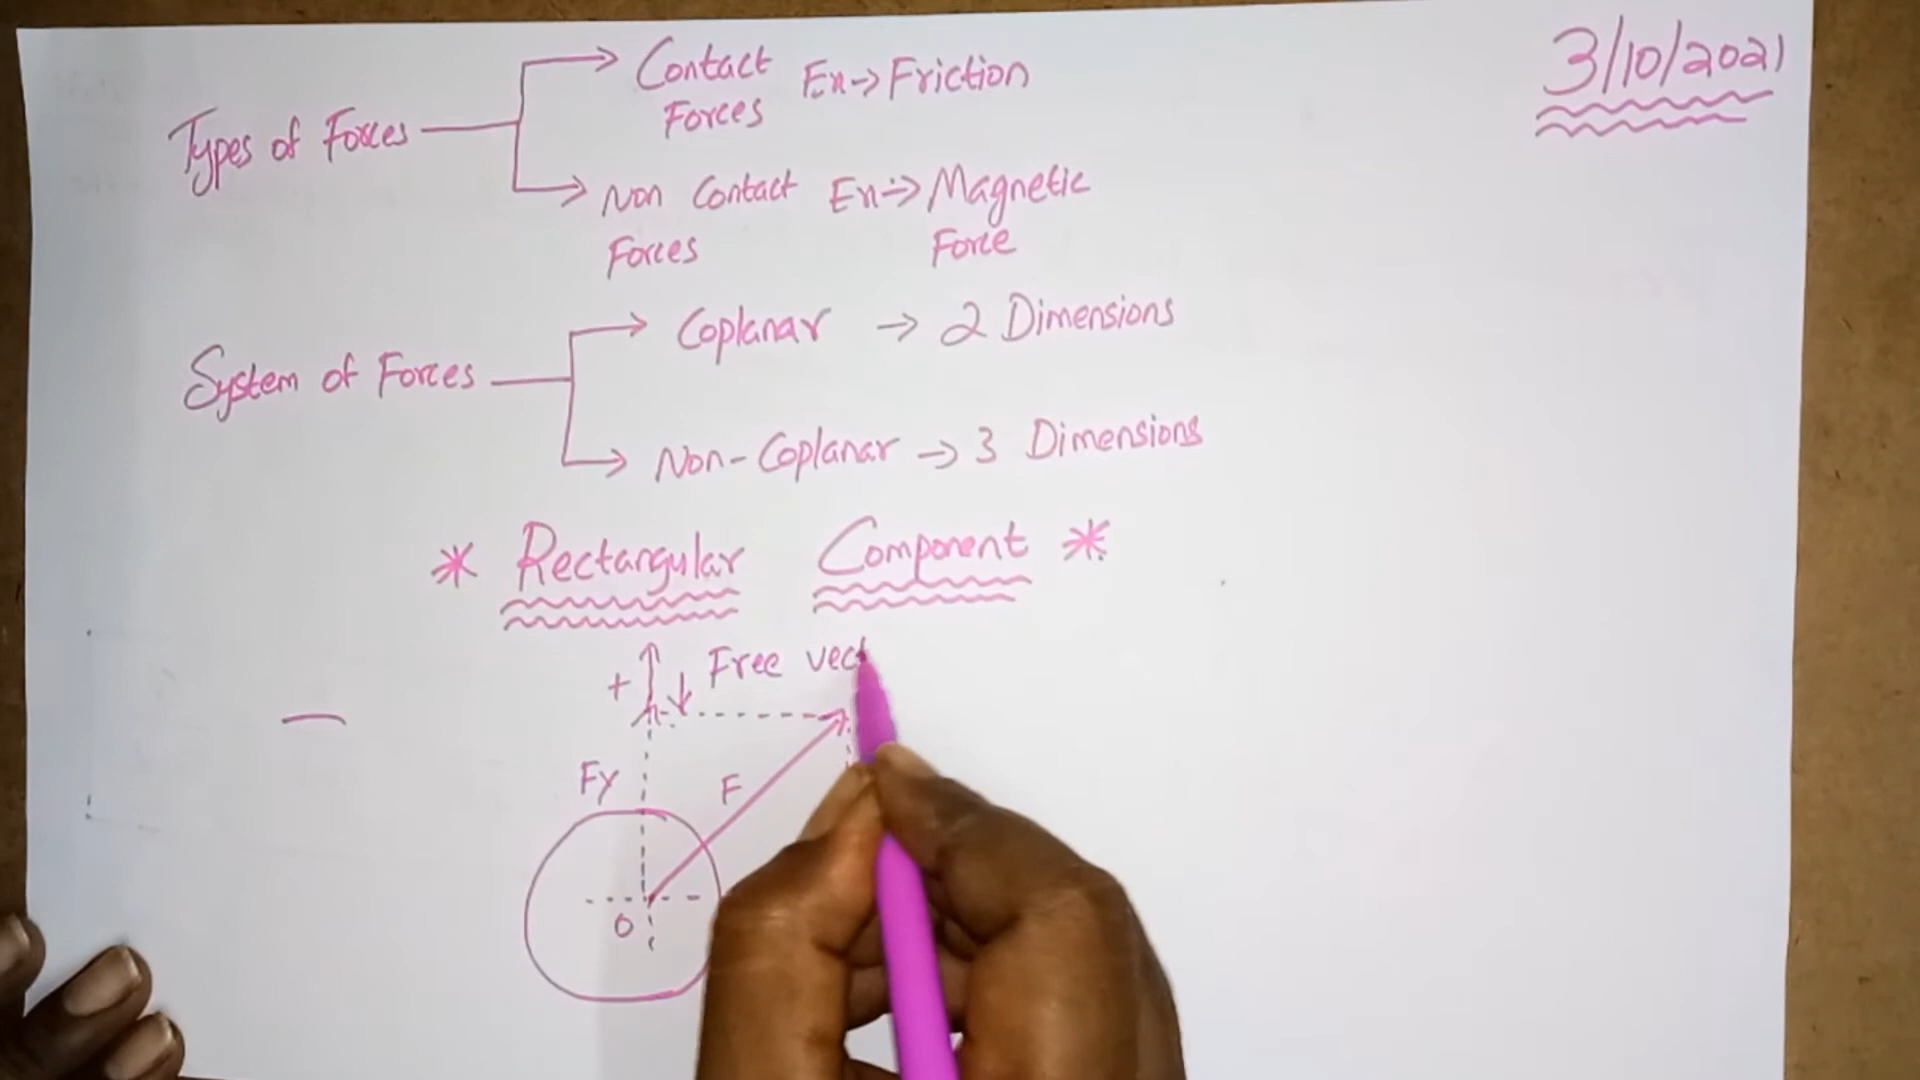 3/10/2021
Contact Ex→Friction
Forces
Types of Forces
Non Contact Ex→Magnetic
Forces Force
Coplanar → 2 Dimensions
System of Forces
Non-Coplanar → 3 Dimensions
* Rectangular Component *
+ Free vect
Fy F
O